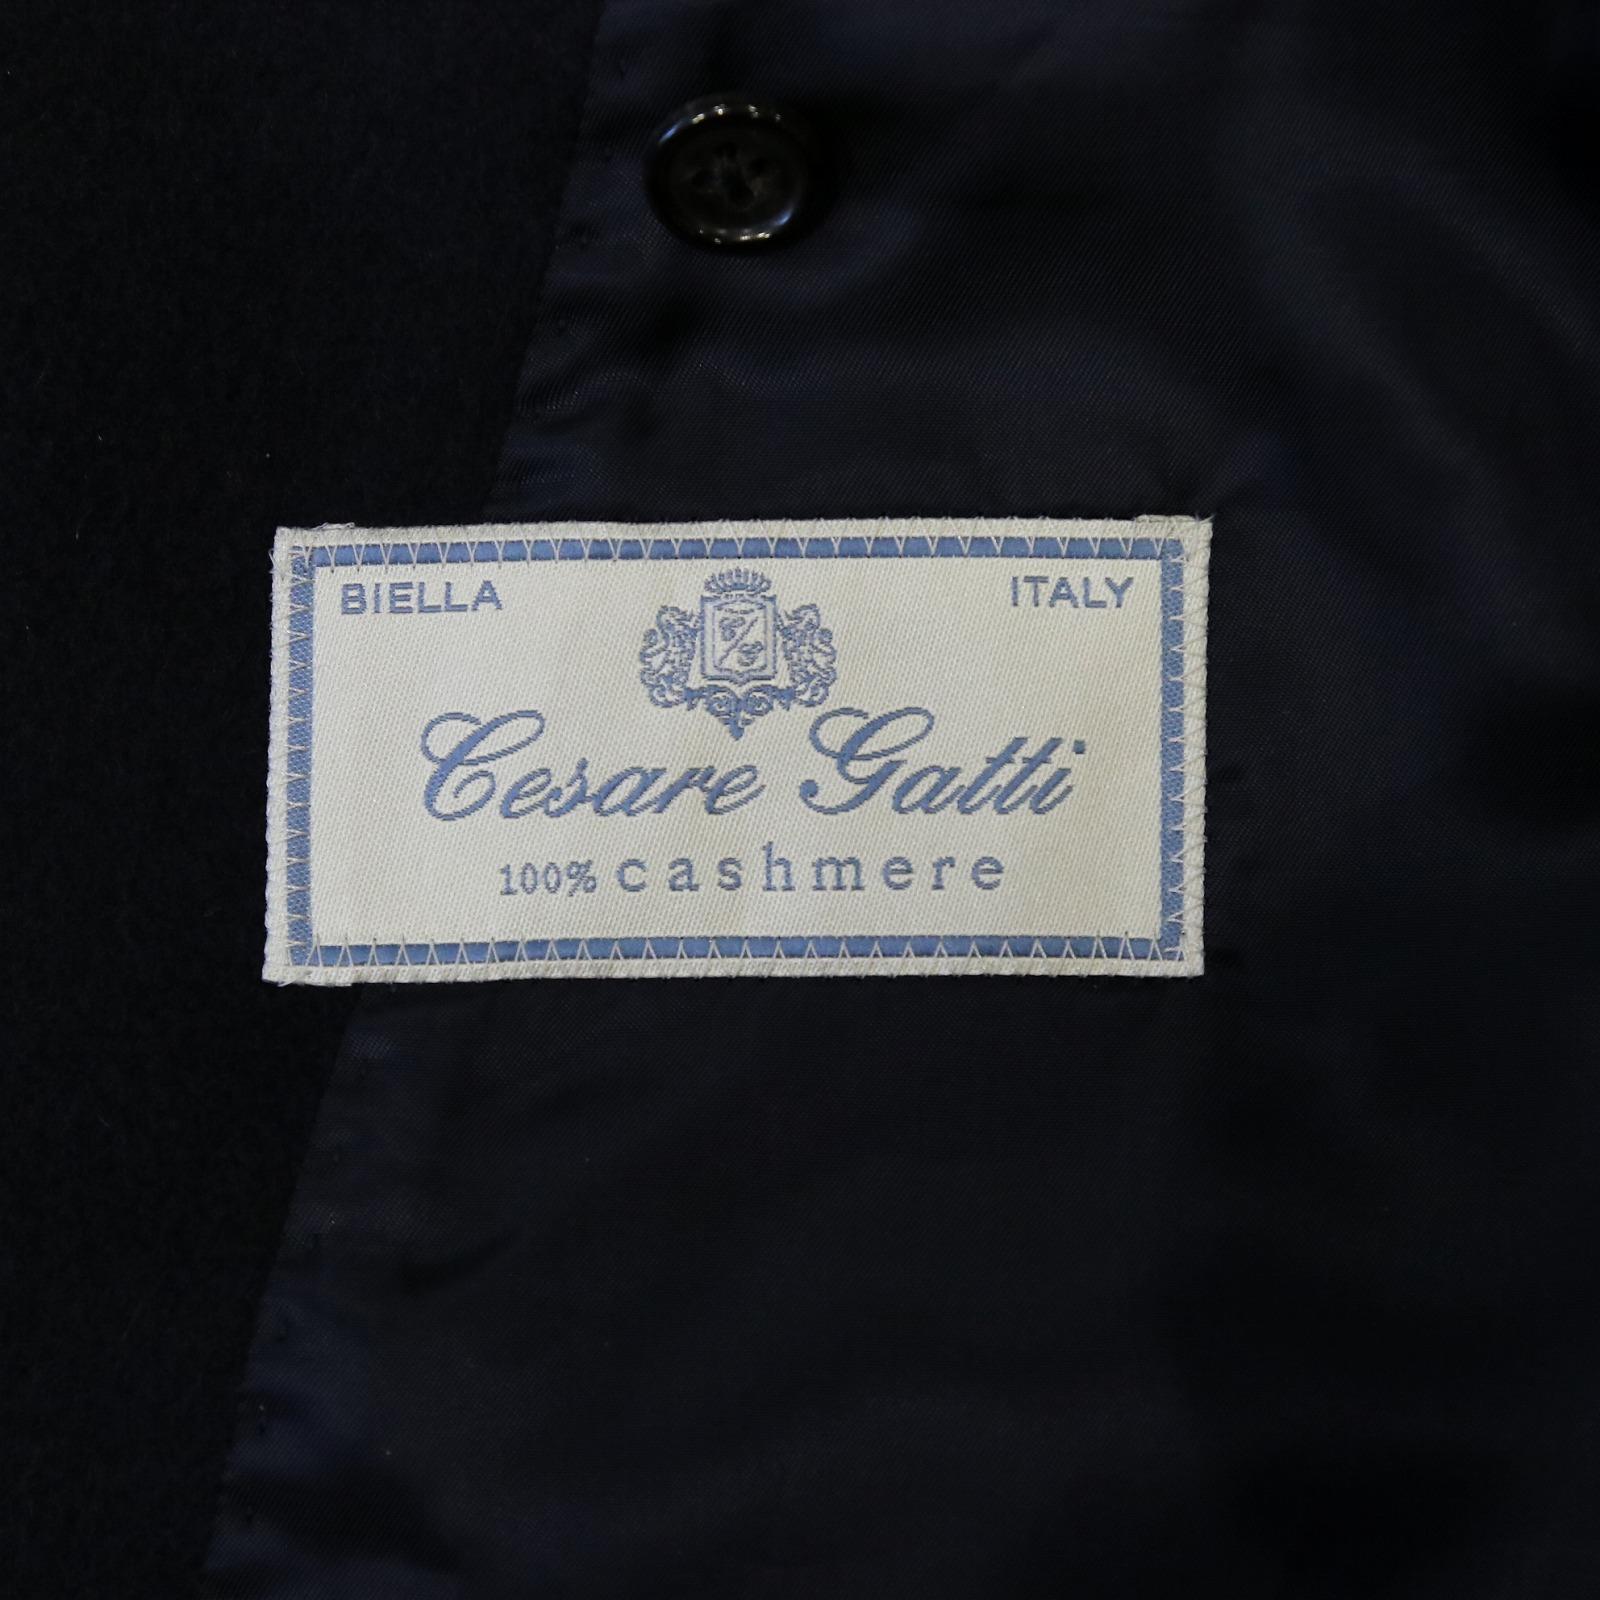 BIELLA ITALY
Cesare Gatti
100% cashmere